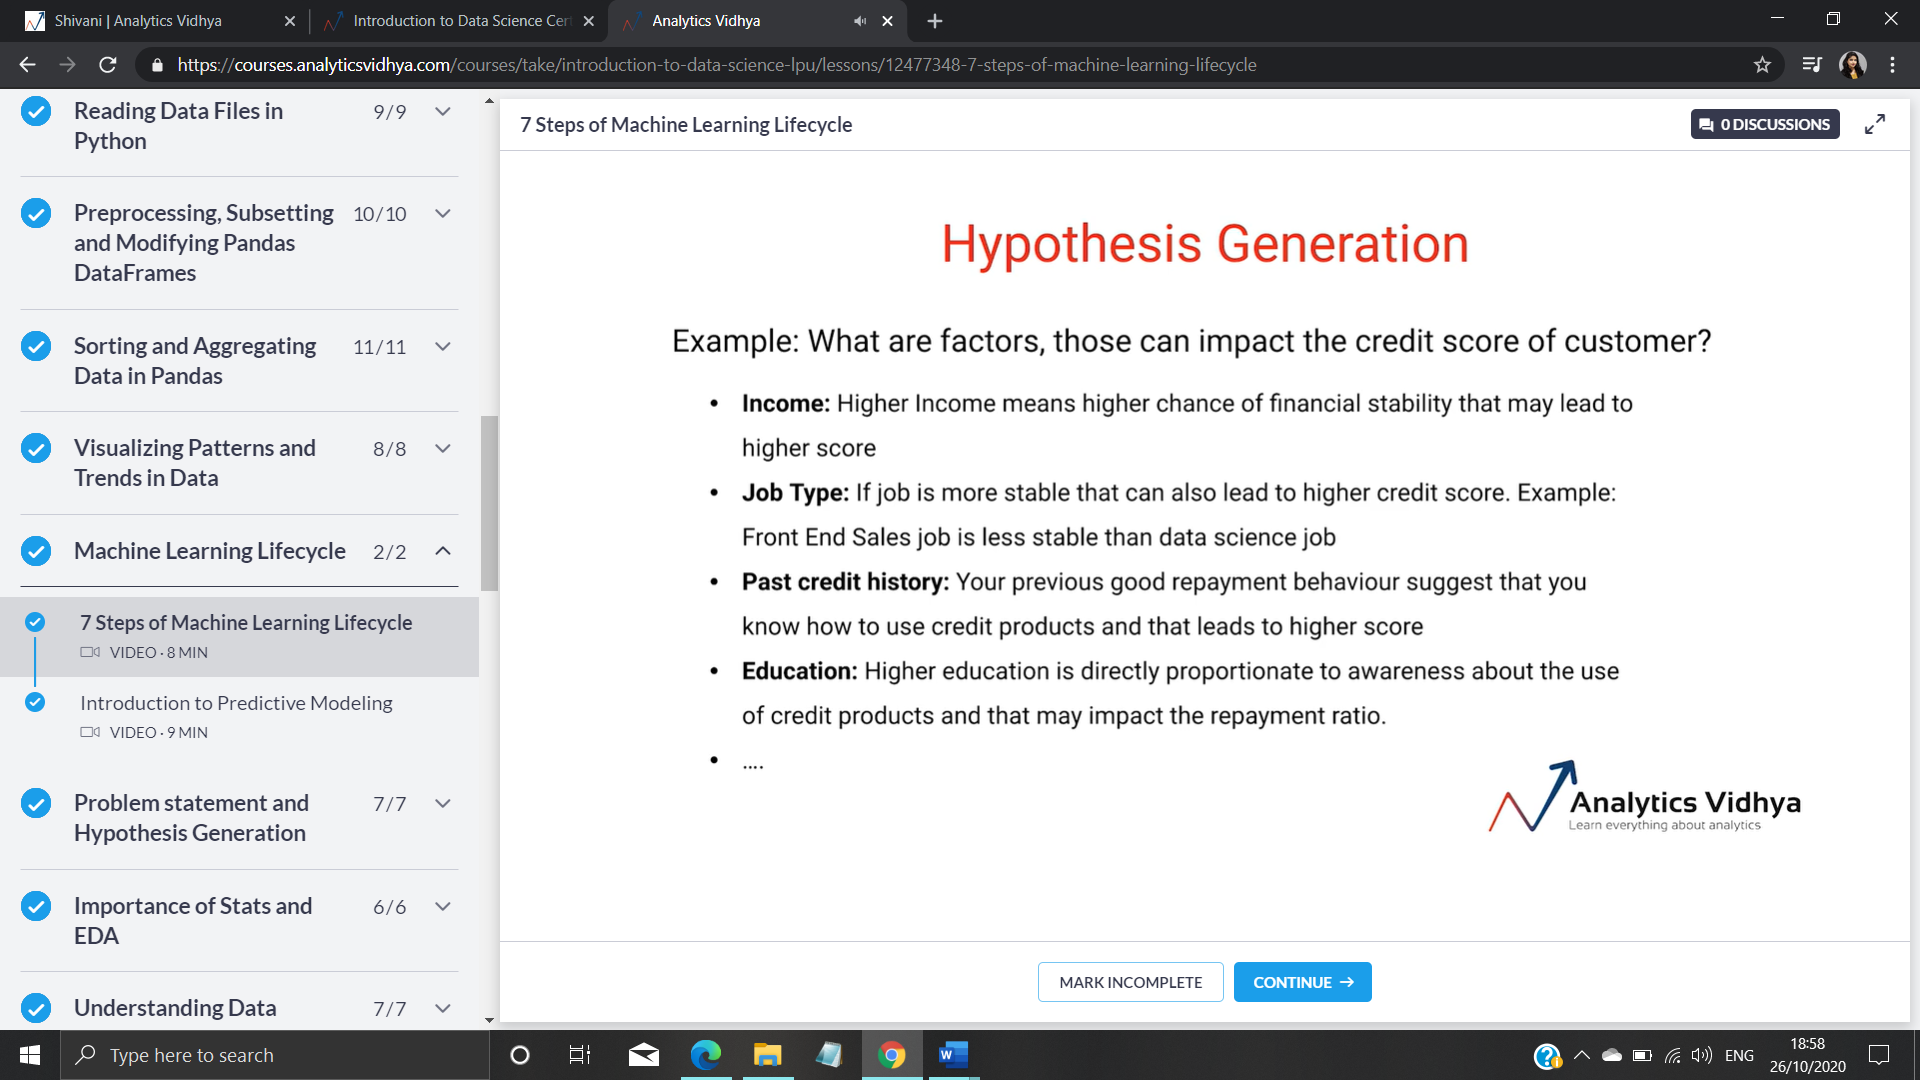 Shivani | Analytics Vidhya
Introduction to Data Science Cert
Analytics Vidhya
https://courses.analyticsvidhya.com/courses/take/introduction-to-data-science-lpu/lessons/12477348-7-steps-of-machine-learning-lifecycle
Reading Data Files in
Python
9/9
Preprocessing, Subsetting
and Modifying Pandas
DataFrames
10/10
Sorting and Aggregating
Data in Pandas
11/11
Visualizing Patterns and
Trends in Data
8/8
Machine Learning Lifecycle
2/2
7 Steps of Machine Learning Lifecycle
VIDEO · 8 MIN
Introduction to Predictive Modeling
VIDEO · 9 MIN
Problem statement and
Hypothesis Generation
7/7
Importance of Stats and
EDA
6/6
Understanding Data
7/7
7 Steps of Machine Learning Lifecycle
0 DISCUSSIONS
Hypothesis Generation
Example: What are factors, those can impact the credit score of customer?
• Income: Higher Income means higher chance of financial stability that may lead to
higher score
• Job Type: If job is more stable that can also lead to higher credit score. Example:
Front End Sales job is less stable than data science job
• Past credit history: Your previous good repayment behaviour suggest that you
know how to use credit products and that leads to higher score
• Education: Higher education is directly proportionate to awareness about the use
of credit products and that may impact the repayment ratio.
• ....
Analytics Vidhya
Learn everything about analytics
MARK INCOMPLETE
CONTINUE →
Type here to search
W
ENG
18:58
26/10/2020